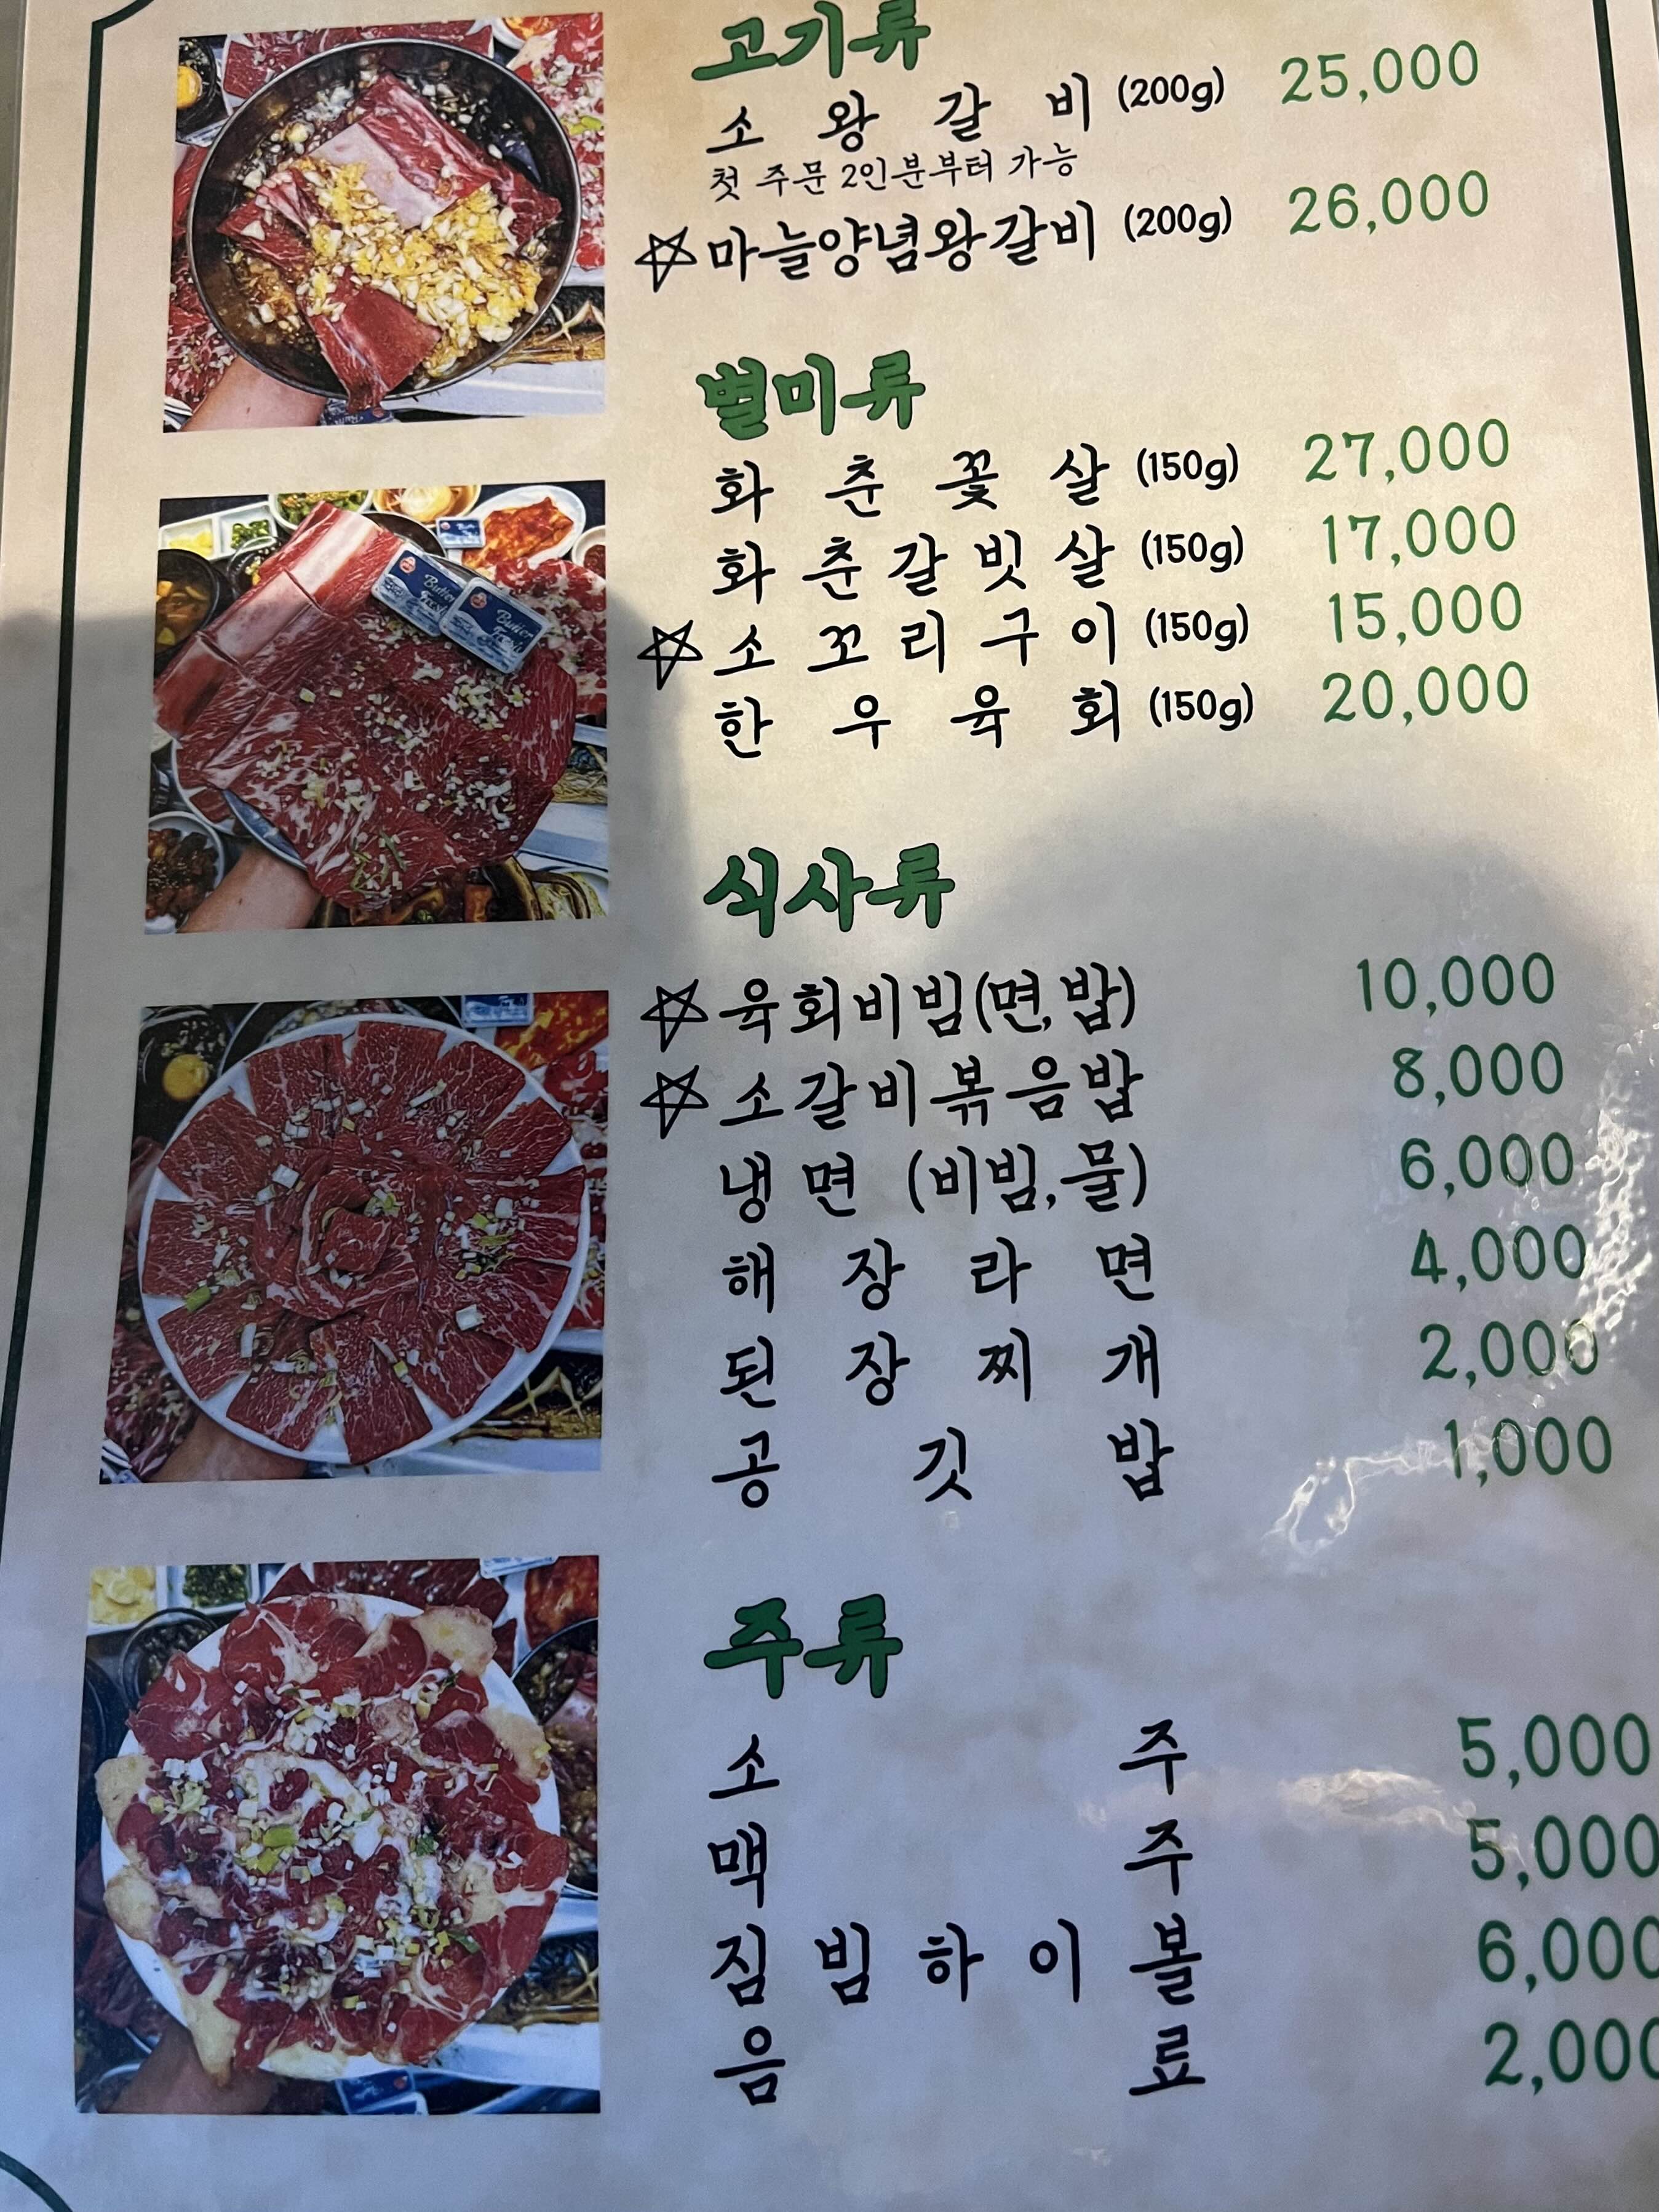 고기류
소왕갈비 (200g) 25,000
첫 주문 2인분부터 가능
☆마늘양념왕갈비 (200g) 26,000
별미류
화춘꽃살 (150g) 27,000
화춘갈빗살 (150g) 17,000
☆소꼬리구이 (150g) 15,000
한우육회 (150g) 20,000
식사류
☆육회비빔(면,밥) 10,000
☆소갈비볶음밥 8,000
냉면 (비빔,물) 6,000
해장라면 4,000
된장찌개 2,000
공깃밥 1,000
주류
소주 5,000
맥주 5,000
짐빔하이볼 6,000
음료 2,000